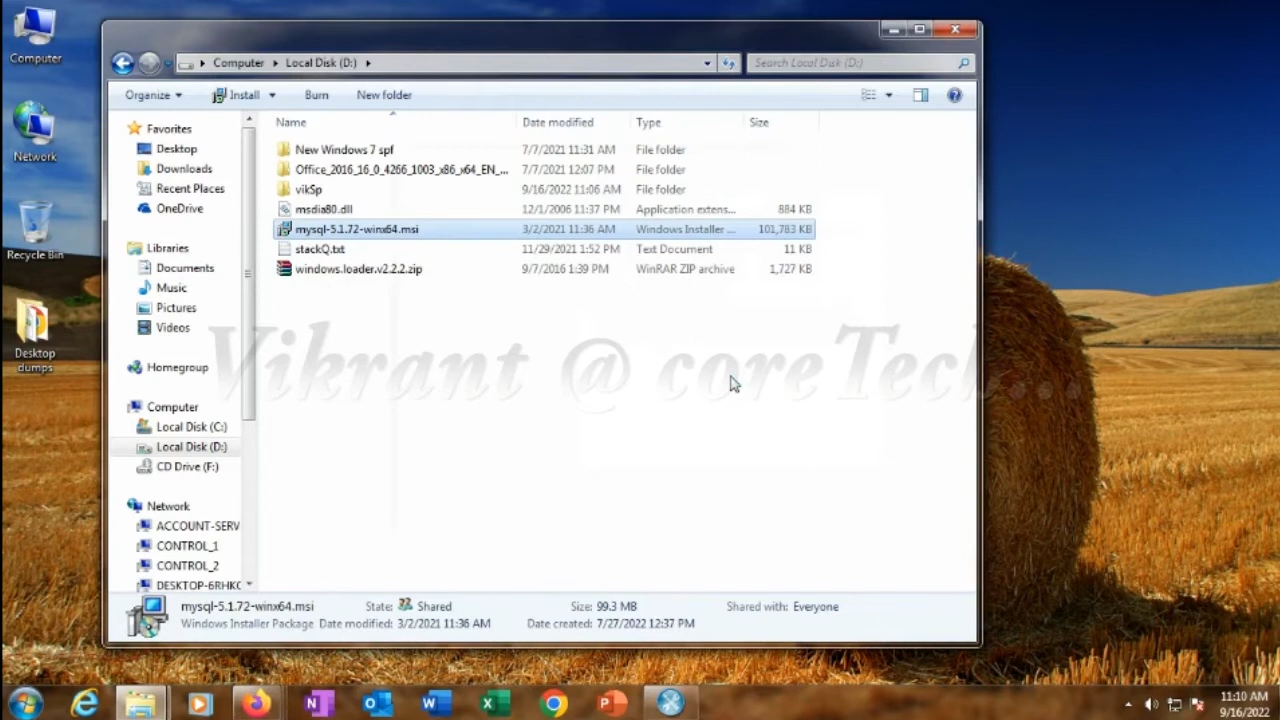 Computer
Network
Recycle Bin
Desktop
dumps
Computer Local Disk (D:)
Search Local Disk (D:)
Organize Install Burn New folder
Favorites
Desktop
Downloads
Recent Places
OneDrive
Libraries
Documents
Music
Pictures
Videos
Homegroup
Computer
Local Disk (C:)
Local Disk (D:)
CD Drive (F:)
Network
ACCOUNT-SERV
CONTROL_1
CONTROL_2
DESKTOP-6RHKC
Name Date modified Type Size
New Windows 7 spf 7/7/2021 11:31 AM File folder
Office_2016_16_0_4266_1003_x86_x64_EN_... 7/7/2021 12:07 PM File folder
vikSp 9/16/2022 11:06 AM File folder
msdia80.dll 12/1/2006 11:37 PM Application extens... 884 KB
mysql-5.1.72-winx64.msi 3/2/2021 11:36 AM Windows Installer ... 101,783 KB
stackQ.txt 11/29/2021 1:52 PM Text Document 11 KB
windows.loader.v2.2.2.zip 9/7/2016 1:39 PM WinRAR ZIP archive 1,727 KB
Vikrant @ coreTech...
mysql-5.1.72-winx64.msi State: Shared Size: 99.3 MB Shared with: Everyone
Windows Installer Package Date modified: 3/2/2021 11:36 AM Date created: 7/27/2022 12:37 PM
11:10 AM
9/16/2022